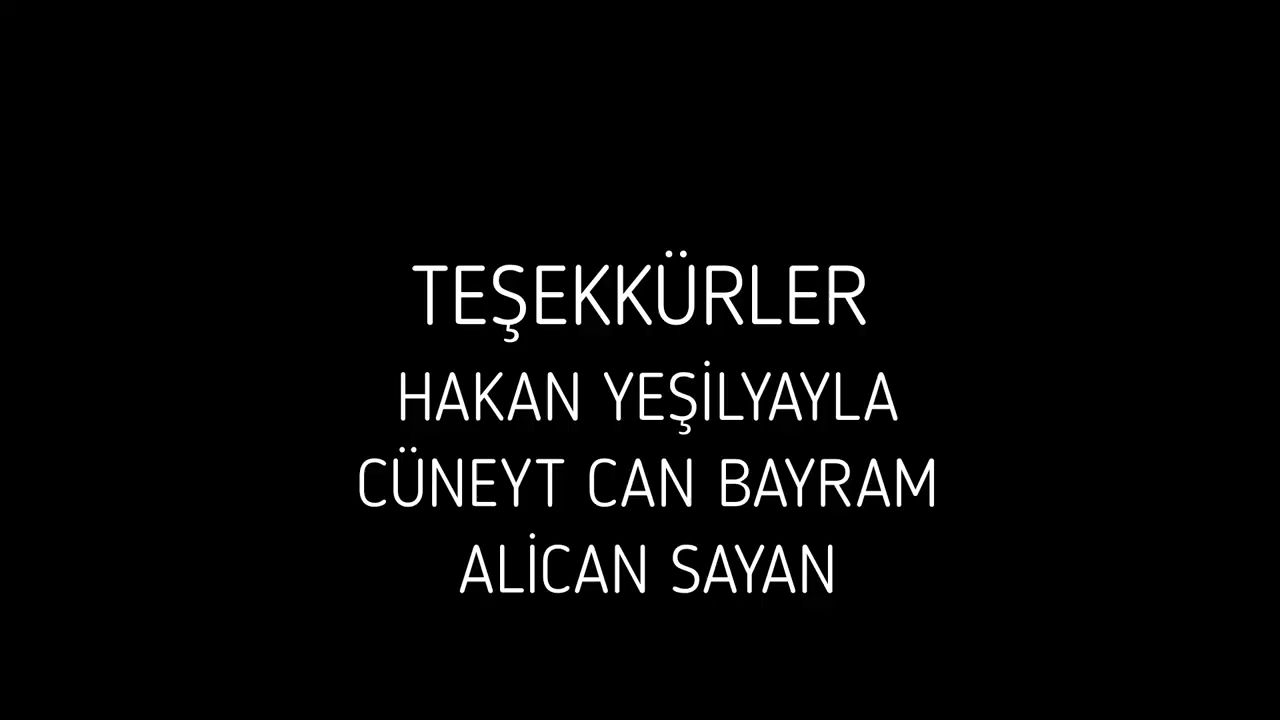 TEŞEKKÜRLER
HAKAN YEŞİLYAYLA
CÜNEYT CAN BAYRAM
ALİCAN SAYAN